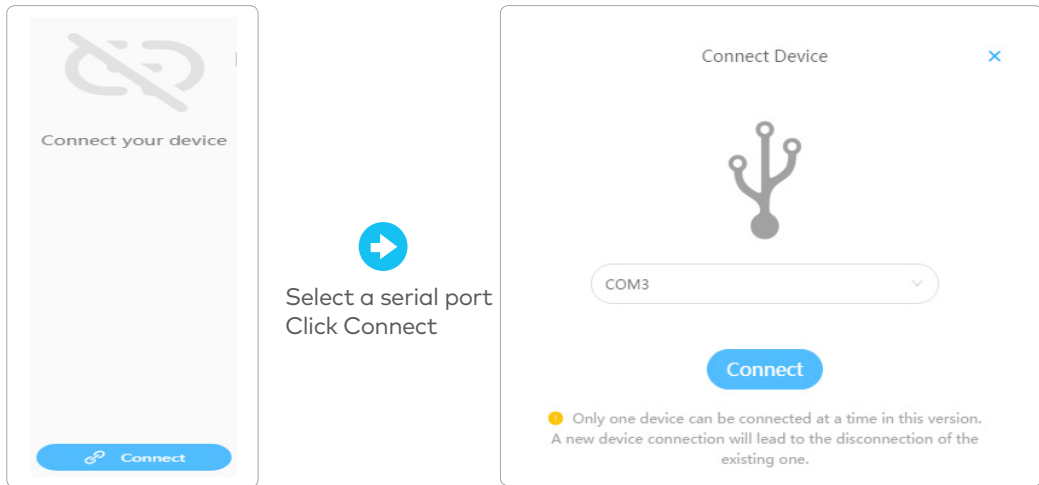 Connect your device
Connect
Select a serial port
Click Connect
Connect Device
COM3
Connect
Only one device can be connected at a time in this version.
A new device connection will lead to the disconnection of the
existing one.